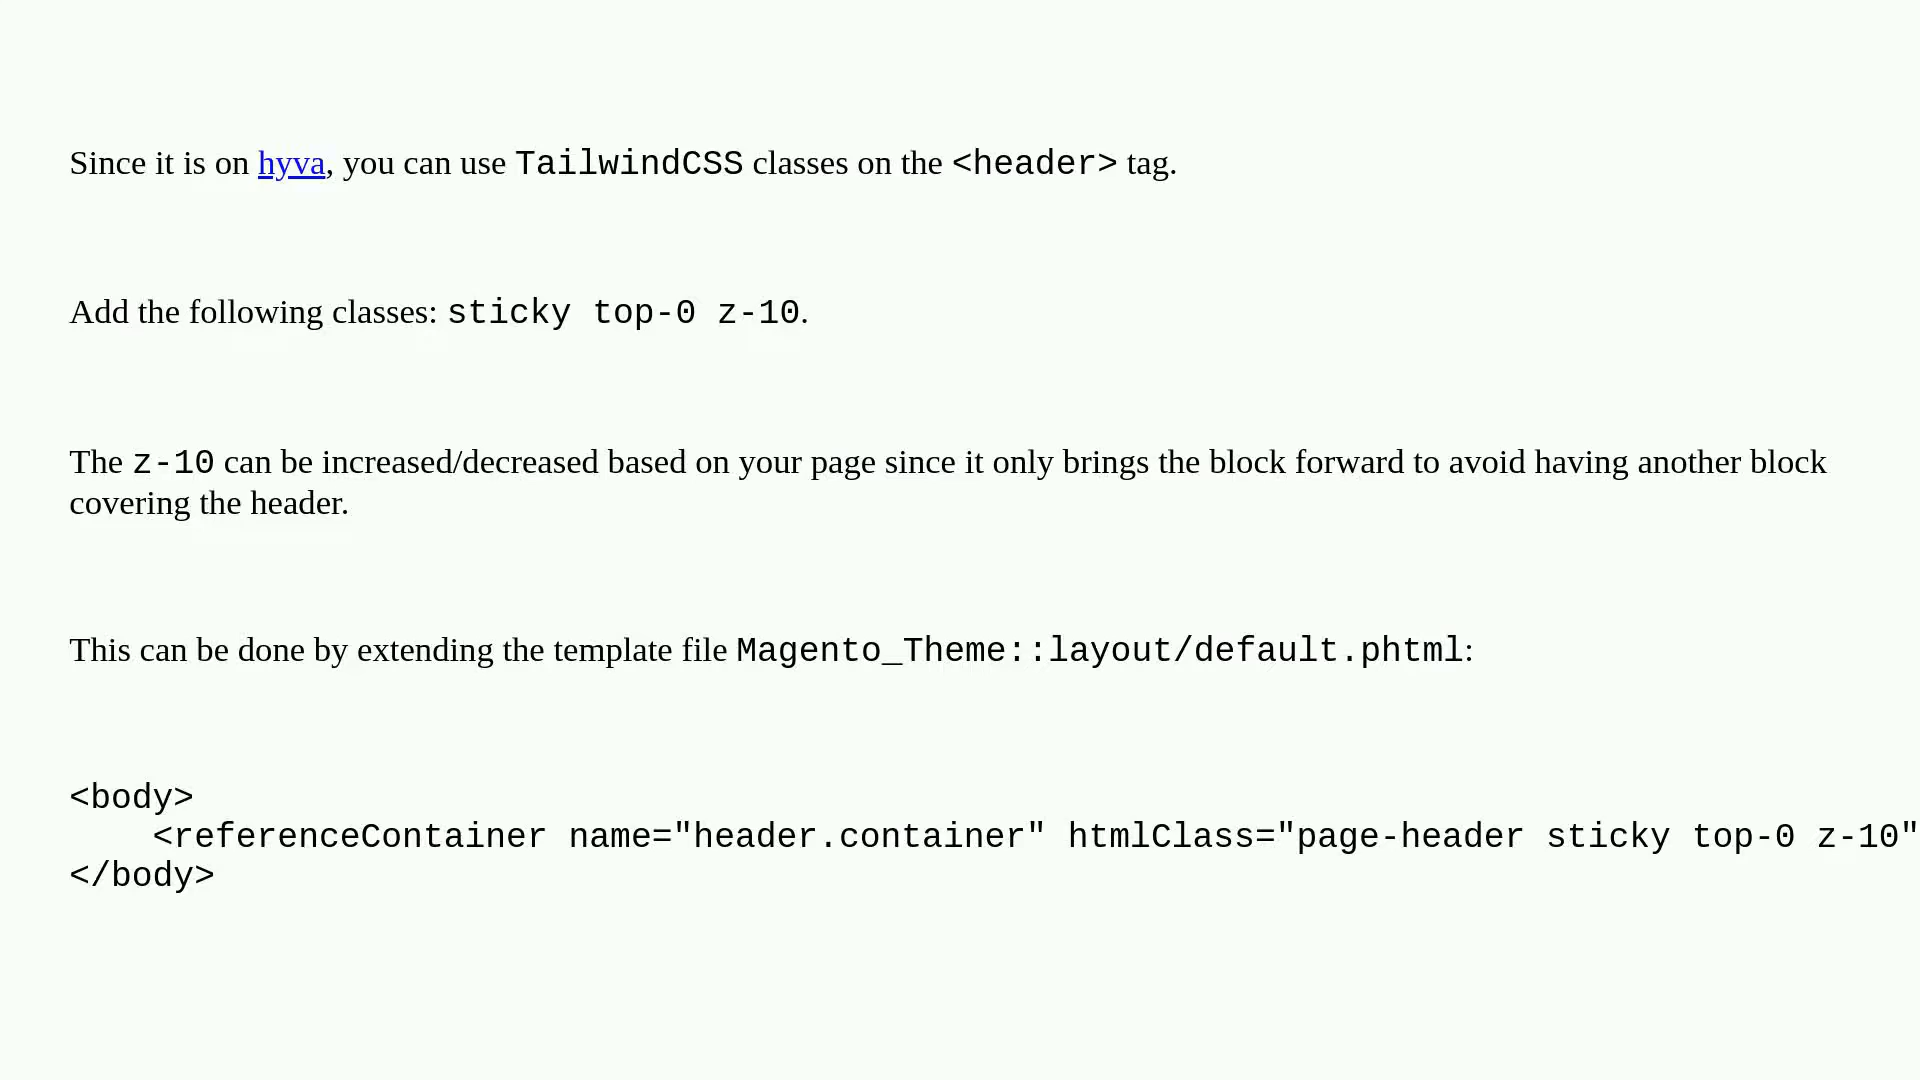 Since it is on hyva, you can use TailwindCSS classes on the <header> tag.
Add the following classes: sticky top-0 z-10.
The z-10 can be increased/decreased based on your page since it only brings the block forward to avoid having another block
covering the header.
This can be done by extending the template file Magento_Theme::layout/default.phtml:
<body>
    <referenceContainer name="header.container" htmlClass="page-header sticky top-0 z-10"
</body>